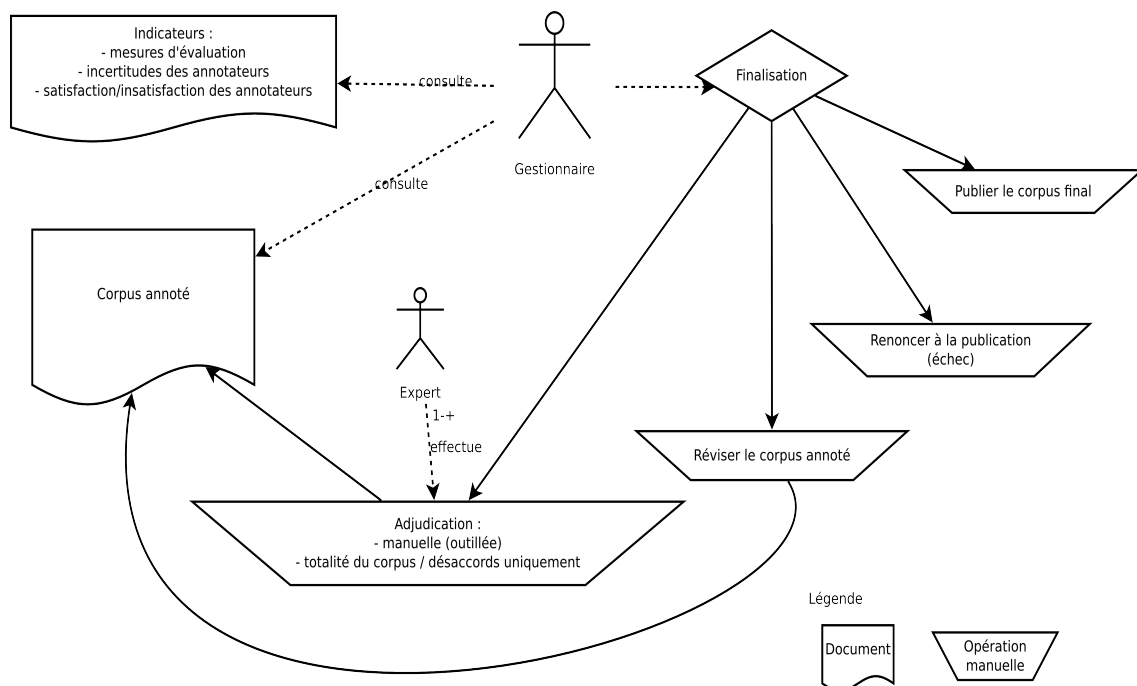 Indicateurs :
- mesures d'évaluation
- incertitudes des annotateurs
- satisfaction/insatisfaction des annotateurs
consulte
Finalisation
Gestionnaire
consulte
Publier le corpus final
Corpus annoté
Renoncer à la publication
(échec)
Expert
1-+
effectue
Réviser le corpus annoté
Adjudication :
- manuelle (outillée)
- totalité du corpus / désaccords uniquement
Légende
Document
Opération
manuelle